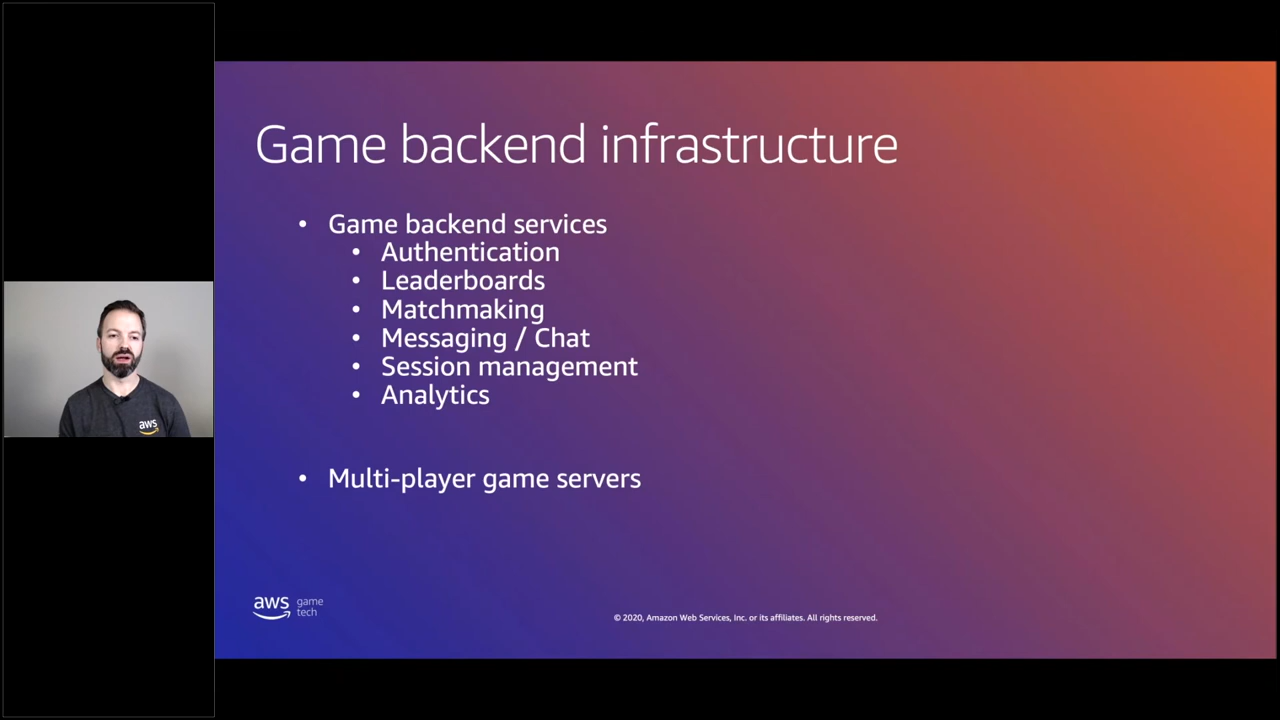 Game backend infrastructure
• Game backend services
• Authentication
• Leaderboards
• Matchmaking
• Messaging / Chat
• Session management
• Analytics
• Multi-player game servers
aws
aws game tech
© 2020, Amazon Web Services, Inc. or its affiliates. All rights reserved.